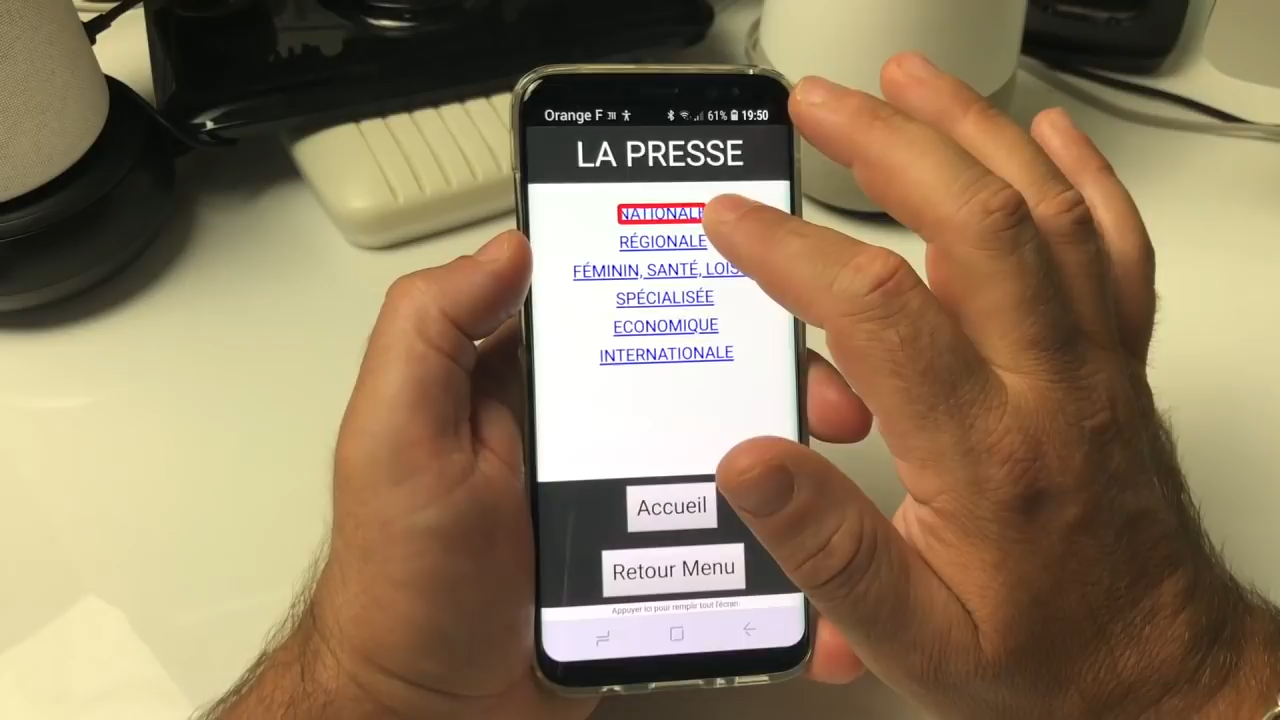 Orange F 61% 19:50
LA PRESSE
NATIONALE
RÉGIONALE
FÉMININ, SANTÉ, LOIS
SPÉCIALISÉE
ECONOMIQUE
INTERNATIONALE
Accueil
Retour Menu
Appuyer ici pour remplir tout l'écran.